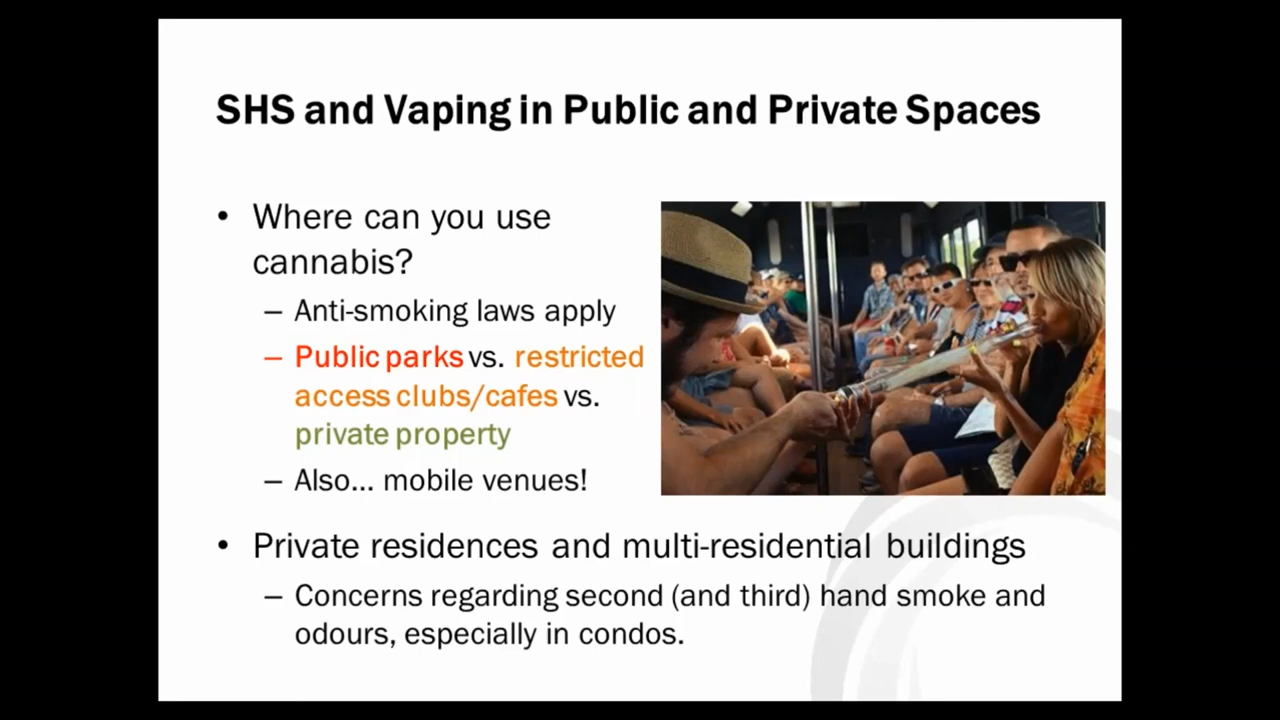 SHS and Vaping in Public and Private Spaces
• Where can you use
cannabis?
– Anti-smoking laws apply
– Public parks vs. restricted
access clubs/cafes vs.
private property
– Also... mobile venues!
• Private residences and multi-residential buildings
– Concerns regarding second (and third) hand smoke and
odours, especially in condos.